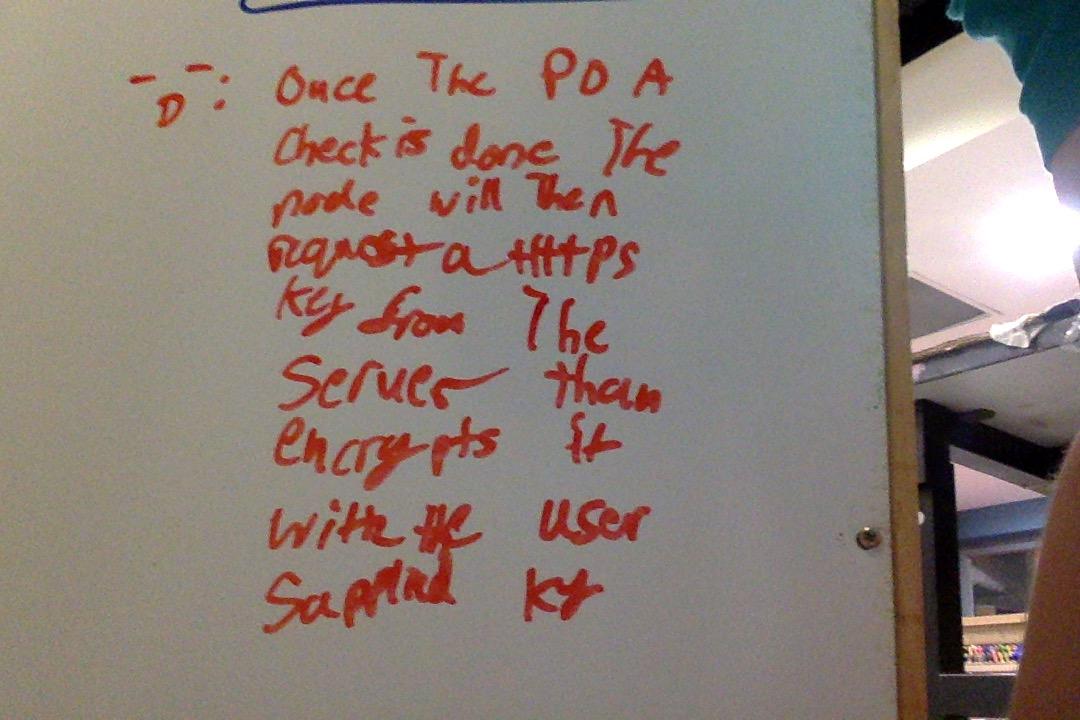 -D-: Once The POA
Check is done The
node will Then
request a HTTPS
Key from The
Server than
encrypts it
with the user
Supplied Key